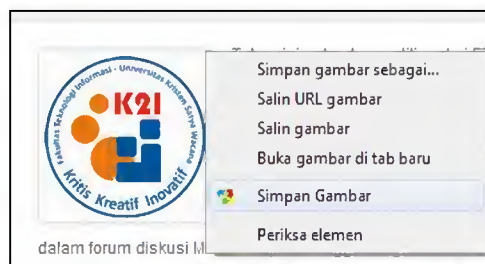 Fakultas Teknologi Informasi - Universitas Kristen Satya Wacana
K2I
Kritis Kreatif Inovatif
Simpan gambar sebagai...
Salin URL gambar
Salin gambar
Buka gambar di tab baru
Simpan Gambar
Periksa elemen
dalam forum diskusi M